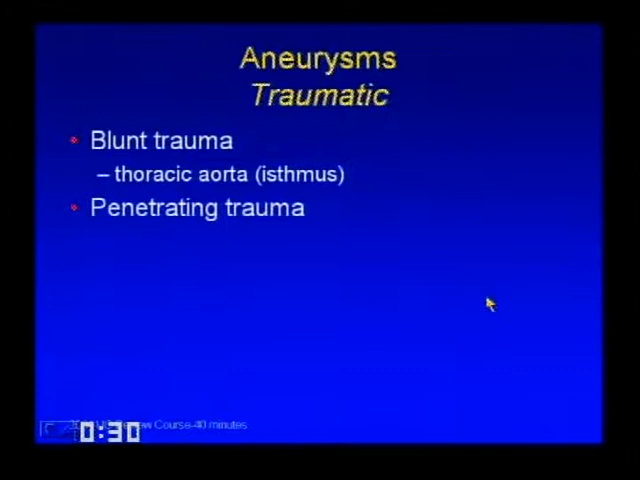 Aneurysms
Traumatic
• Blunt trauma
– thoracic aorta (isthmus)
• Penetrating trauma
Course-40 minutes
0:30